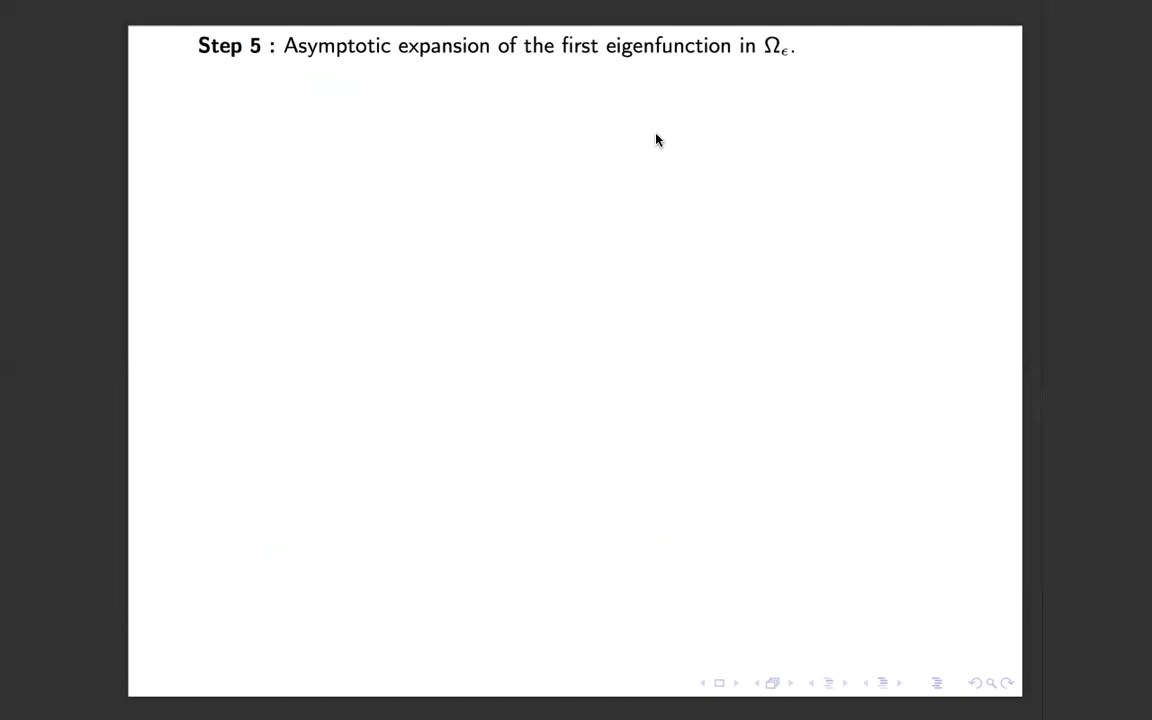 Step 5 : Asymptotic expansion of the first eigenfunction in Ωϵ.